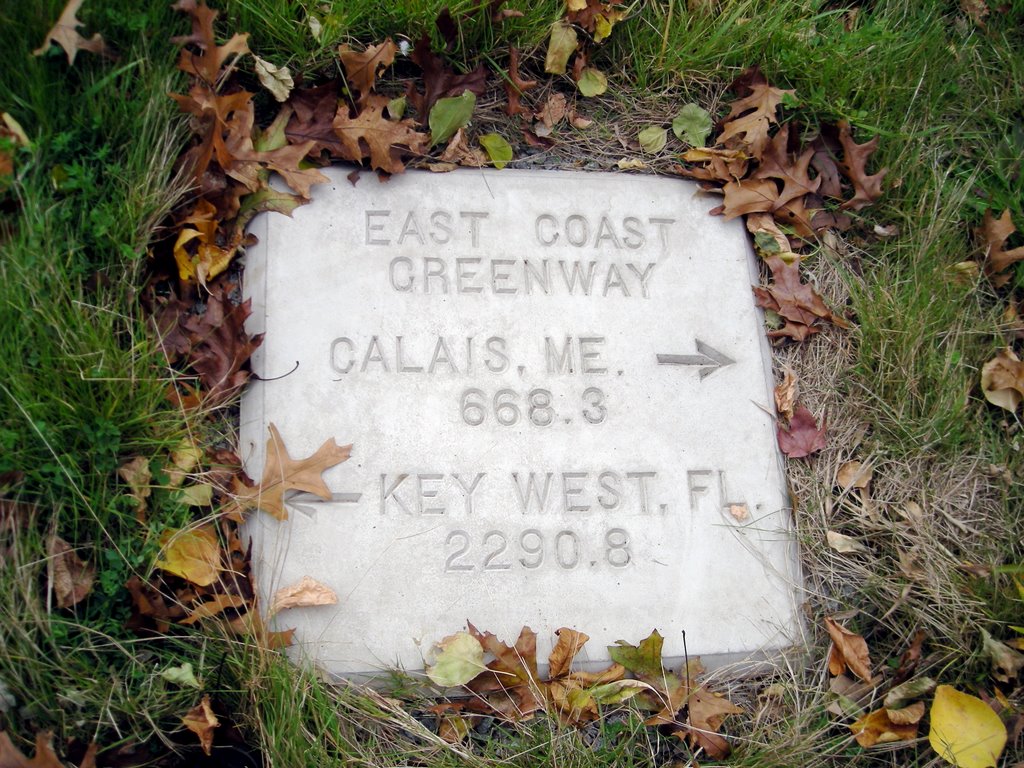 EAST COAST
GREENWAY
CALAIS, ME. →
668.3
← KEY WEST, FL.
2290.8